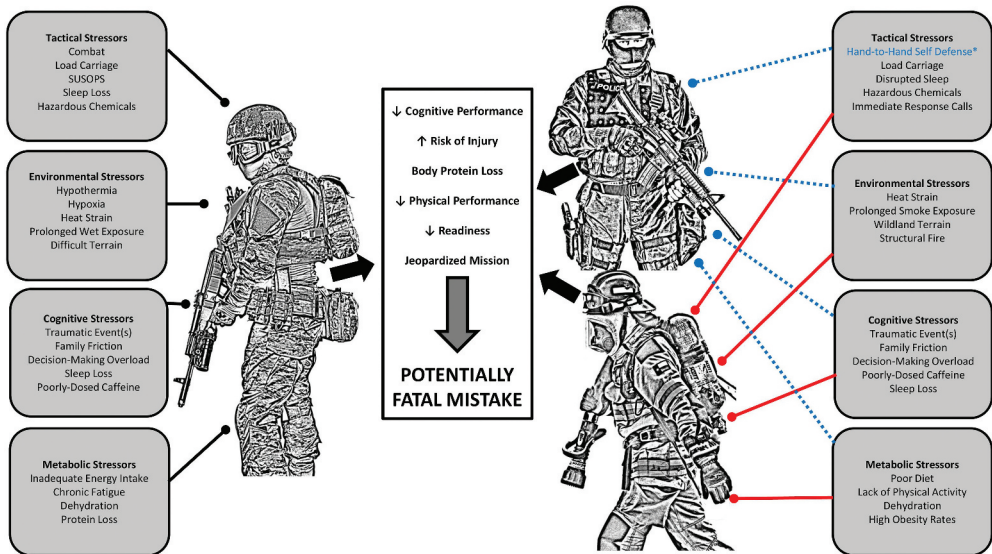 Tactical Stressors
Combat
Load Carriage
SUSOPS
Sleep Loss
Hazardous Chemicals
Environmental Stressors
Hypothermia
Hypoxia
Heat Strain
Prolonged Wet Exposure
Difficult Terrain
Cognitive Stressors
Traumatic Event(s)
Family Friction
Decision-Making Overload
Sleep Loss
Poorly-Dosed Caffeine
Metabolic Stressors
Inadequate Energy Intake
Chronic Fatigue
Dehydration
Protein Loss
↓ Cognitive Performance
↑ Risk of Injury
Body Protein Loss
↓ Physical Performance
↓ Readiness
Jeopardized Mission
POTENTIALLY
FATAL MISTAKE
POLICE
Tactical Stressors
Hand-to-Hand Self Defense*
Load Carriage
Disrupted Sleep
Hazardous Chemicals
Immediate Response Calls
Environmental Stressors
Heat Strain
Prolonged Smoke Exposure
Wildland Terrain
Structural Fire
Cognitive Stressors
Traumatic Event(s)
Family Friction
Decision-Making Overload
Poorly-Dosed Caffeine
Sleep Loss
Metabolic Stressors
Poor Diet
Lack of Physical Activity
Dehydration
High Obesity Rates